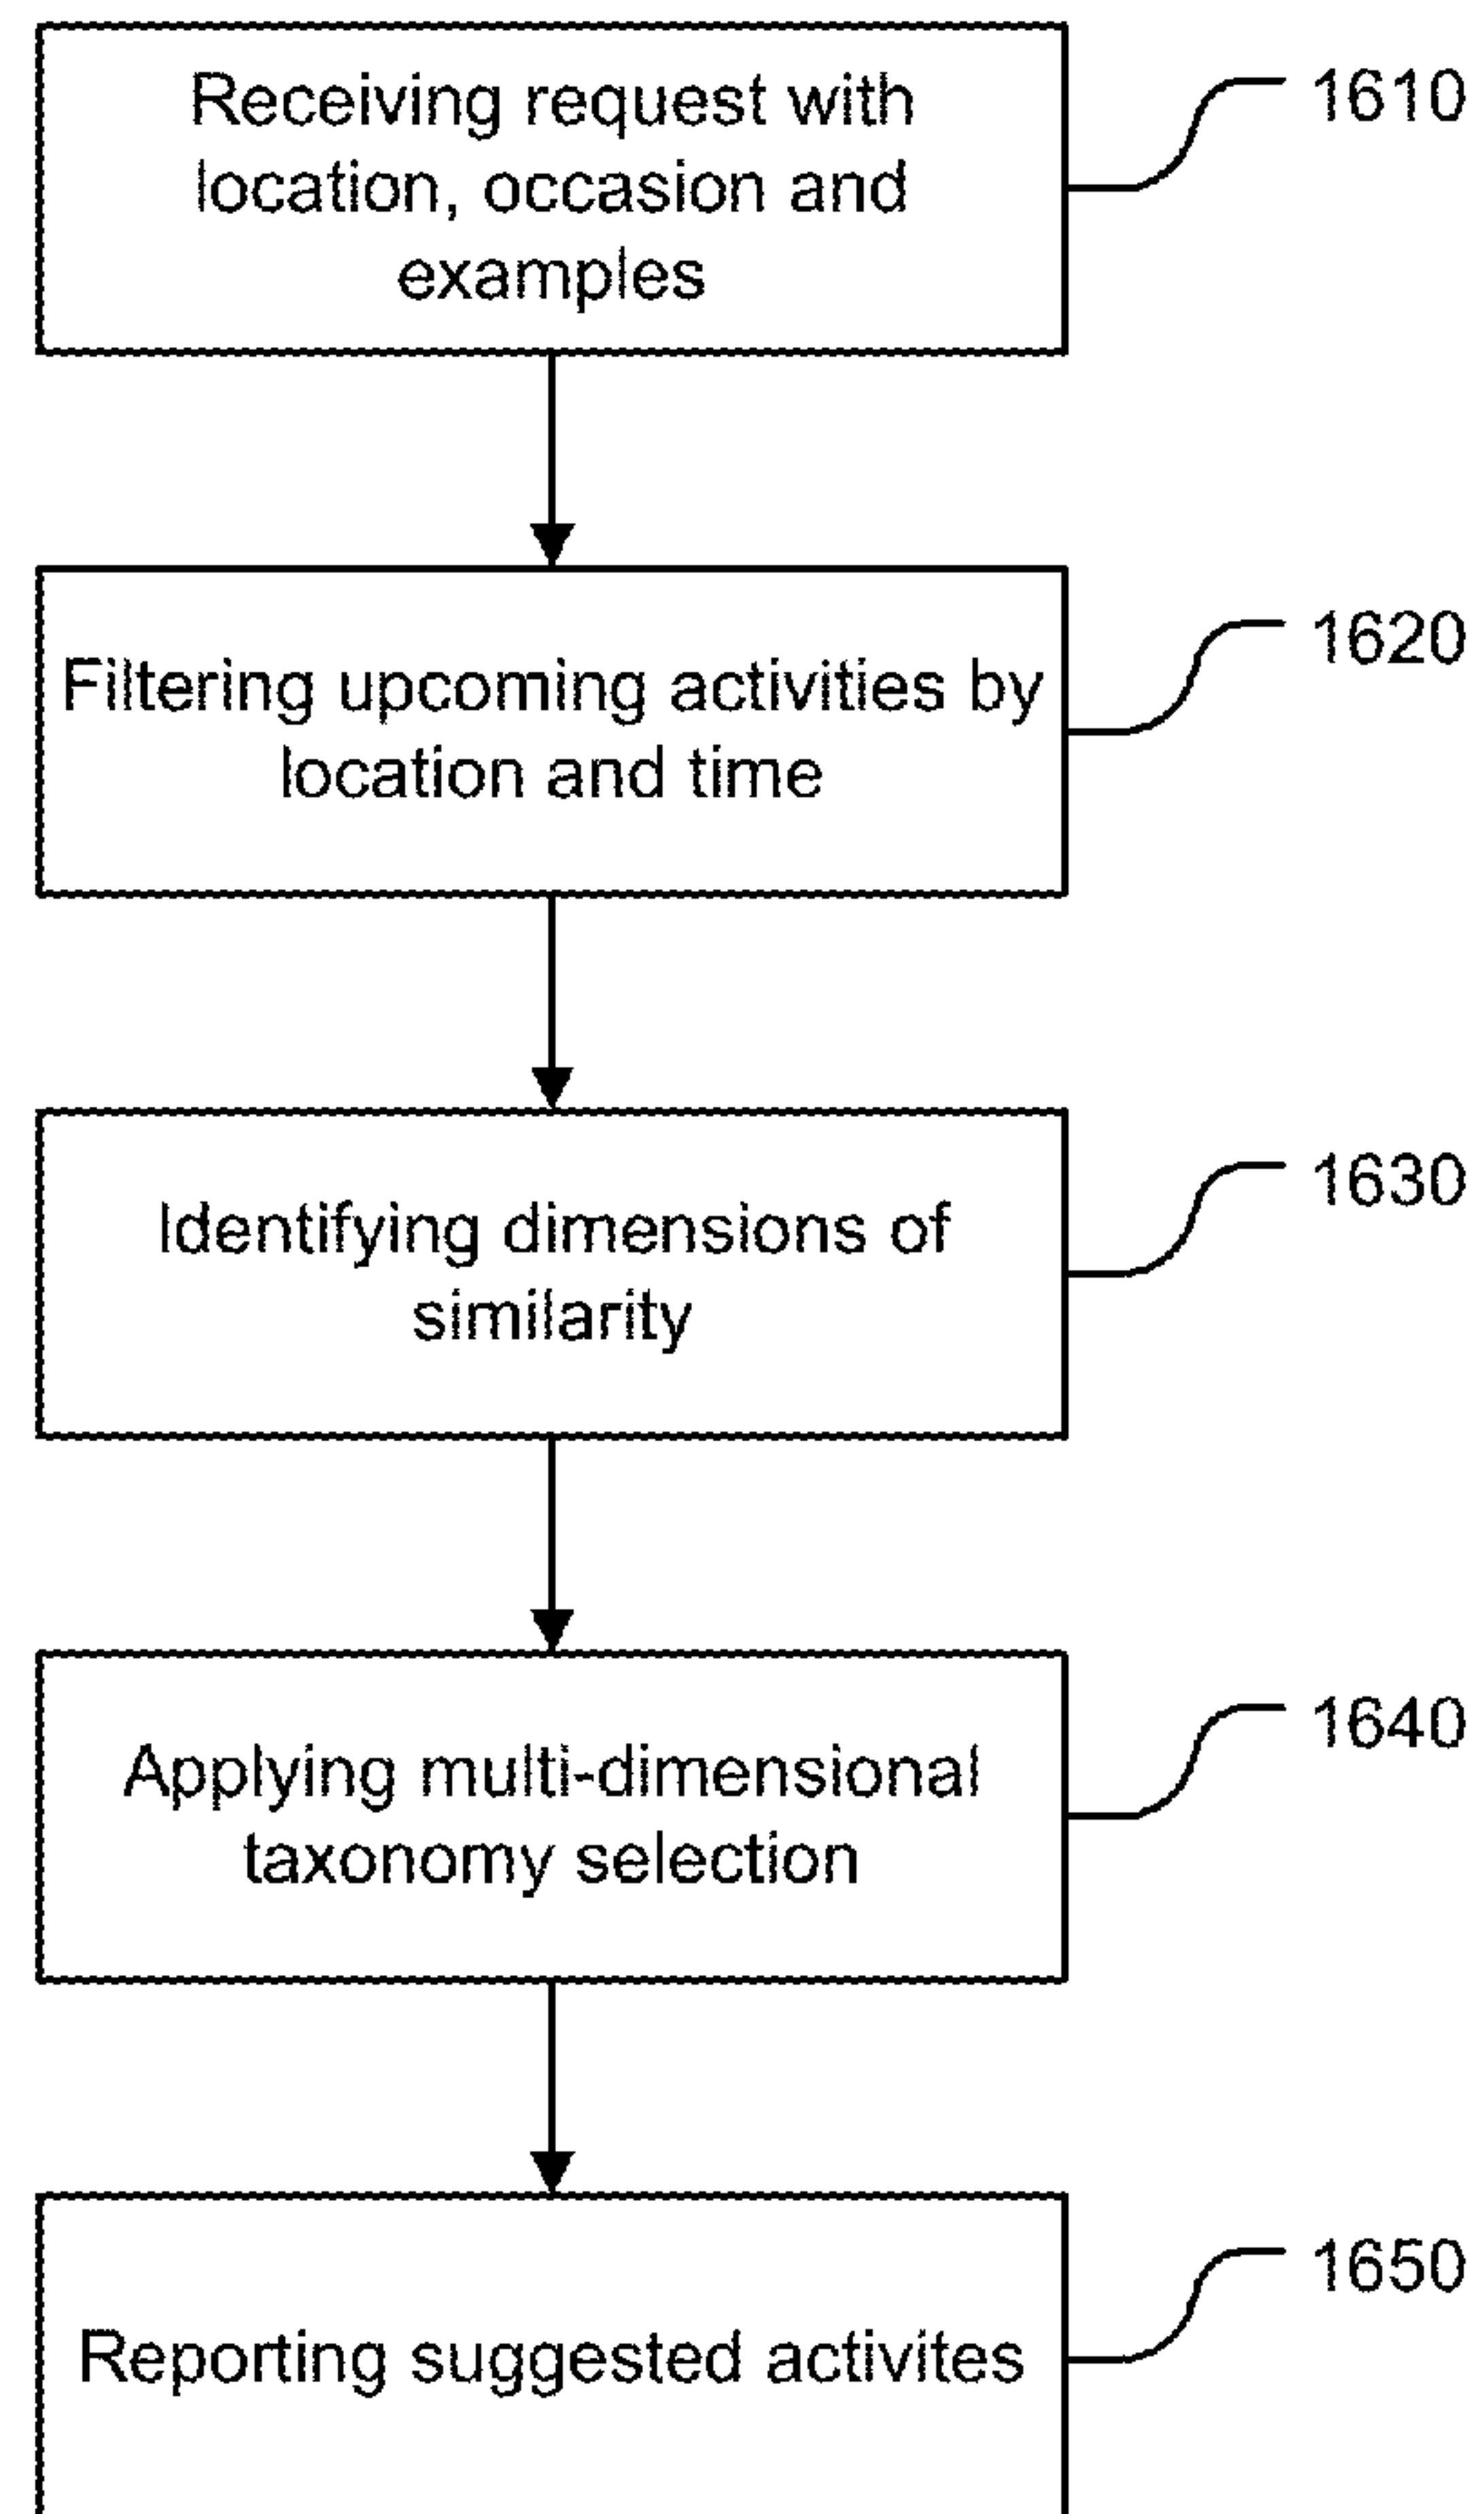 Receiving request with
location, occasion and
examples
1610
Filtering upcoming activities by
location and time
1620
Identifying dimensions of
similarity
1630
Applying multi-dimensional
taxonomy selection
1640
Reporting suggested activites
1650